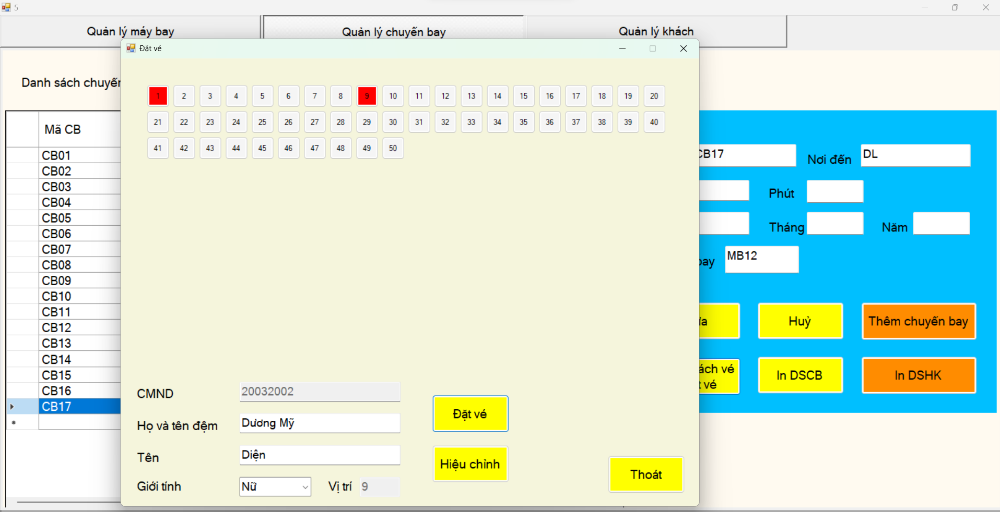 5
Quản lý máy bay
Quản lý chuyến bay
Quản lý khách
Đặt vé
Danh sách chuyến
1 2 3 4 5 6 7 8 9 10 11 12 13 14 15 16 17 18 19 20
21 22 23 24 25 26 27 28 29 30 31 32 33 34 35 36 37 38 39 40
41 42 43 44 45 46 47 48 49 50
Mã CB
CB01
CB02
CB03
CB04
CB05
CB06
CB07
CB08
CB09
CB10
CB11
CB12
CB13
CB14
CB15
CB16
CB17
CMND 20032002
Họ và tên đệm Dương Mỹ
Tên Diện
Giới tính Nữ Vị trí 9
Đặt vé
Hiệu chỉnh
Thoát
CB17 Nơi đến DL
Phút
Tháng Năm
bay MB12
Huỷ Thêm chuyến bay
ách vé
vé
In DSCB In DSHK